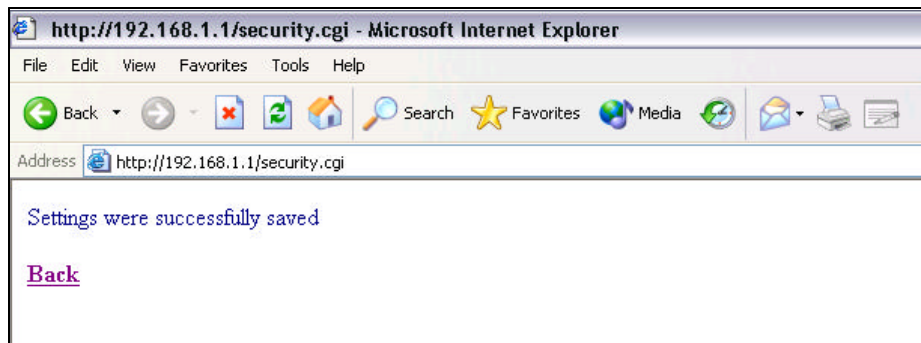 http://192.168.1.1/security.cgi - Microsoft Internet Explorer
File Edit View Favorites Tools Help
Back Search Favorites Media
Address http://192.168.1.1/security.cgi
Settings were successfully saved
Back